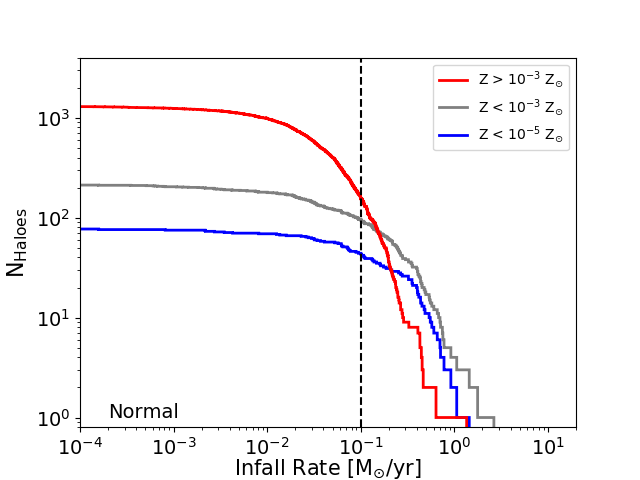 Z > 10⁻³ Z⊙
Z < 10⁻³ Z⊙
Z < 10⁻⁵ Z⊙
10³
10²
10¹
10⁰
N_Haloes
Normal
10⁻⁴ 10⁻³ 10⁻² 10⁻¹ 10⁰ 10¹
Infall Rate [M⊙/yr]